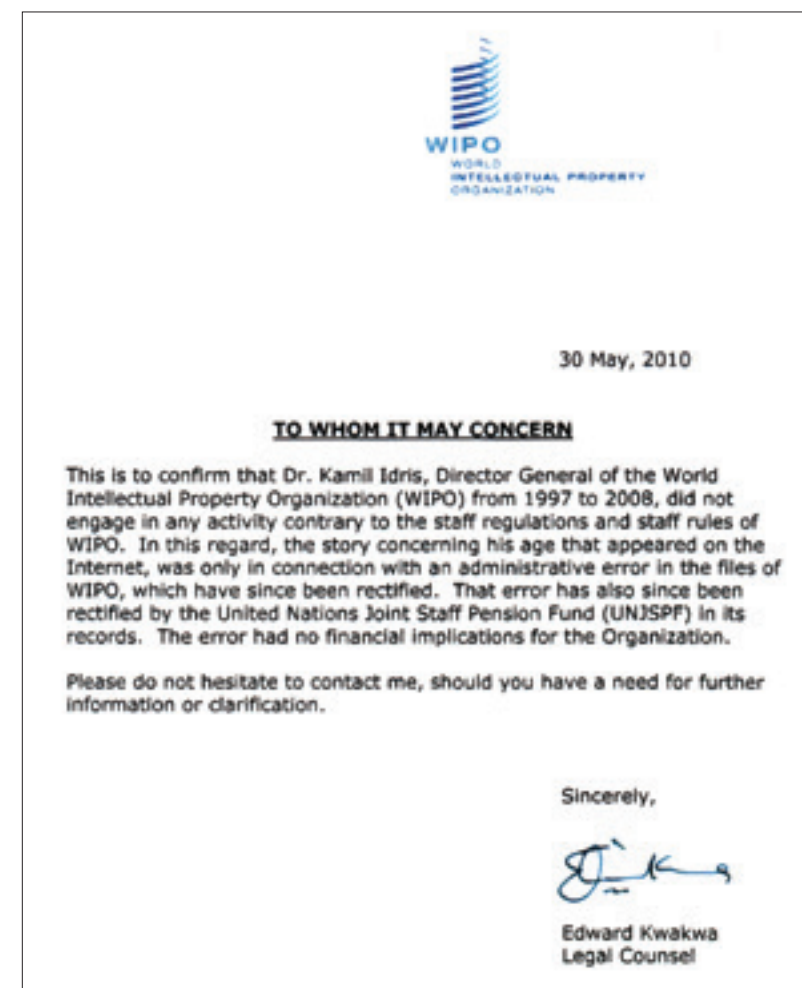 WIPO
WORLD
INTELLECTUAL PROPERTY
ORGANIZATION
30 May, 2010
TO WHOM IT MAY CONCERN
This is to confirm that Dr. Kamil Idris, Director General of the World
Intellectual Property Organization (WIPO) from 1997 to 2008, did not
engage in any activity contrary to the staff regulations and staff rules of
WIPO. In this regard, the story concerning his age that appeared on the
Internet, was only in connection with an administrative error in the files of
WIPO, which have since been rectified. That error has also since been
rectified by the United Nations Joint Staff Pension Fund (UNJSPF) in its
records. The error had no financial implications for the Organization.
Please do not hesitate to contact me, should you have a need for further
information or clarification.
Sincerely,
Edward Kwakwa
Legal Counsel